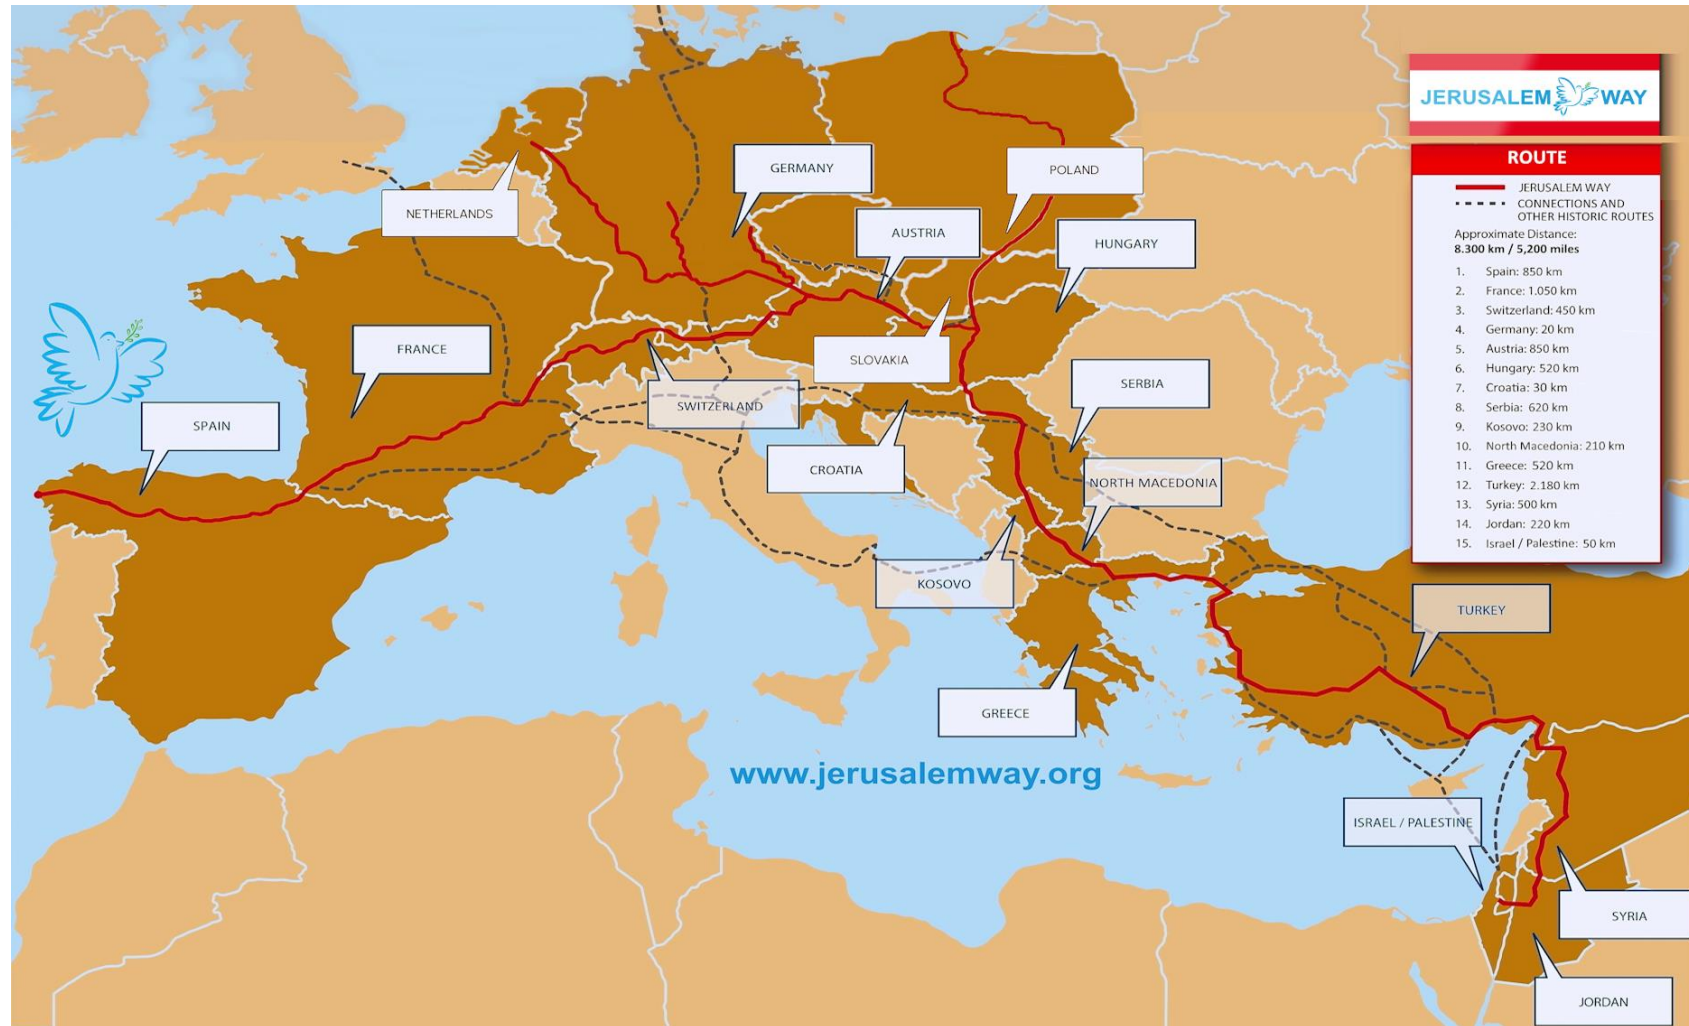 JERUSALEM WAY
ROUTE
JERUSALEM WAY
CONNECTIONS AND
OTHER HISTORIC ROUTES
Approximate Distance:
8.300 km / 5,200 miles
1. Spain: 850 km
2. France: 1.050 km
3. Switzerland: 450 km
4. Germany: 20 km
5. Austria: 850 km
6. Hungary: 520 km
7. Croatia: 30 km
8. Serbia: 620 km
9. Kosovo: 230 km
10. North Macedonia: 210 km
11. Greece: 520 km
12. Turkey: 2.180 km
13. Syria: 500 km
14. Jordan: 220 km
15. Israel / Palestine: 50 km
GERMANY
POLAND
NETHERLANDS
AUSTRIA
HUNGARY
FRANCE
SLOVAKIA
SERBIA
SWITZERLAND
SPAIN
CROATIA
NORTH MACEDONIA
KOSOVO
TURKEY
GREECE
www.jerusalemway.org
ISRAEL / PALESTINE
SYRIA
JORDAN